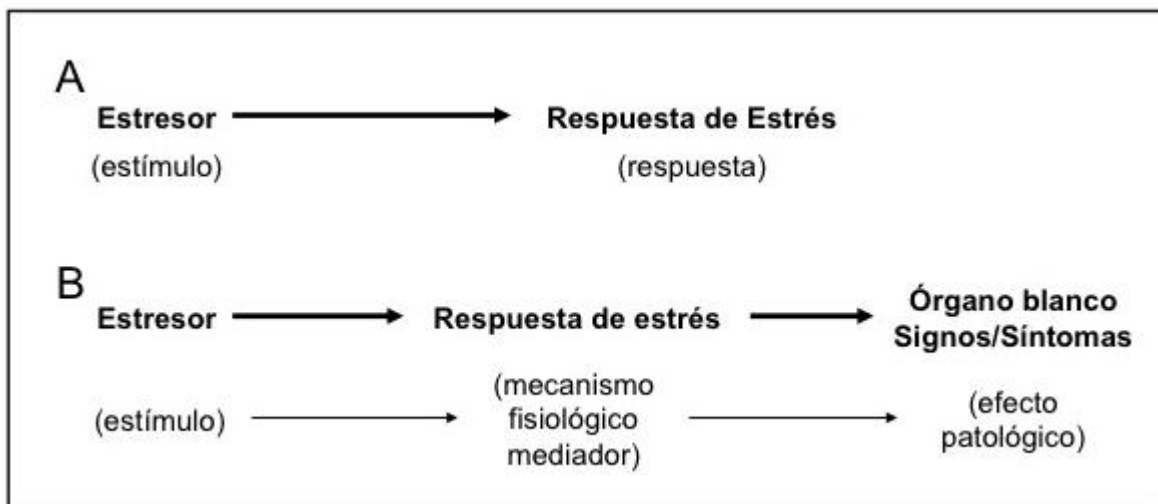 A
Estresor
Respuesta de Estrés
(estímulo)
(respuesta)
B
Estresor
Respuesta de estrés
Órgano blanco
Signos/Síntomas
(estímulo)
(mecanismo
fisiológico
mediador)
(efecto
patológico)